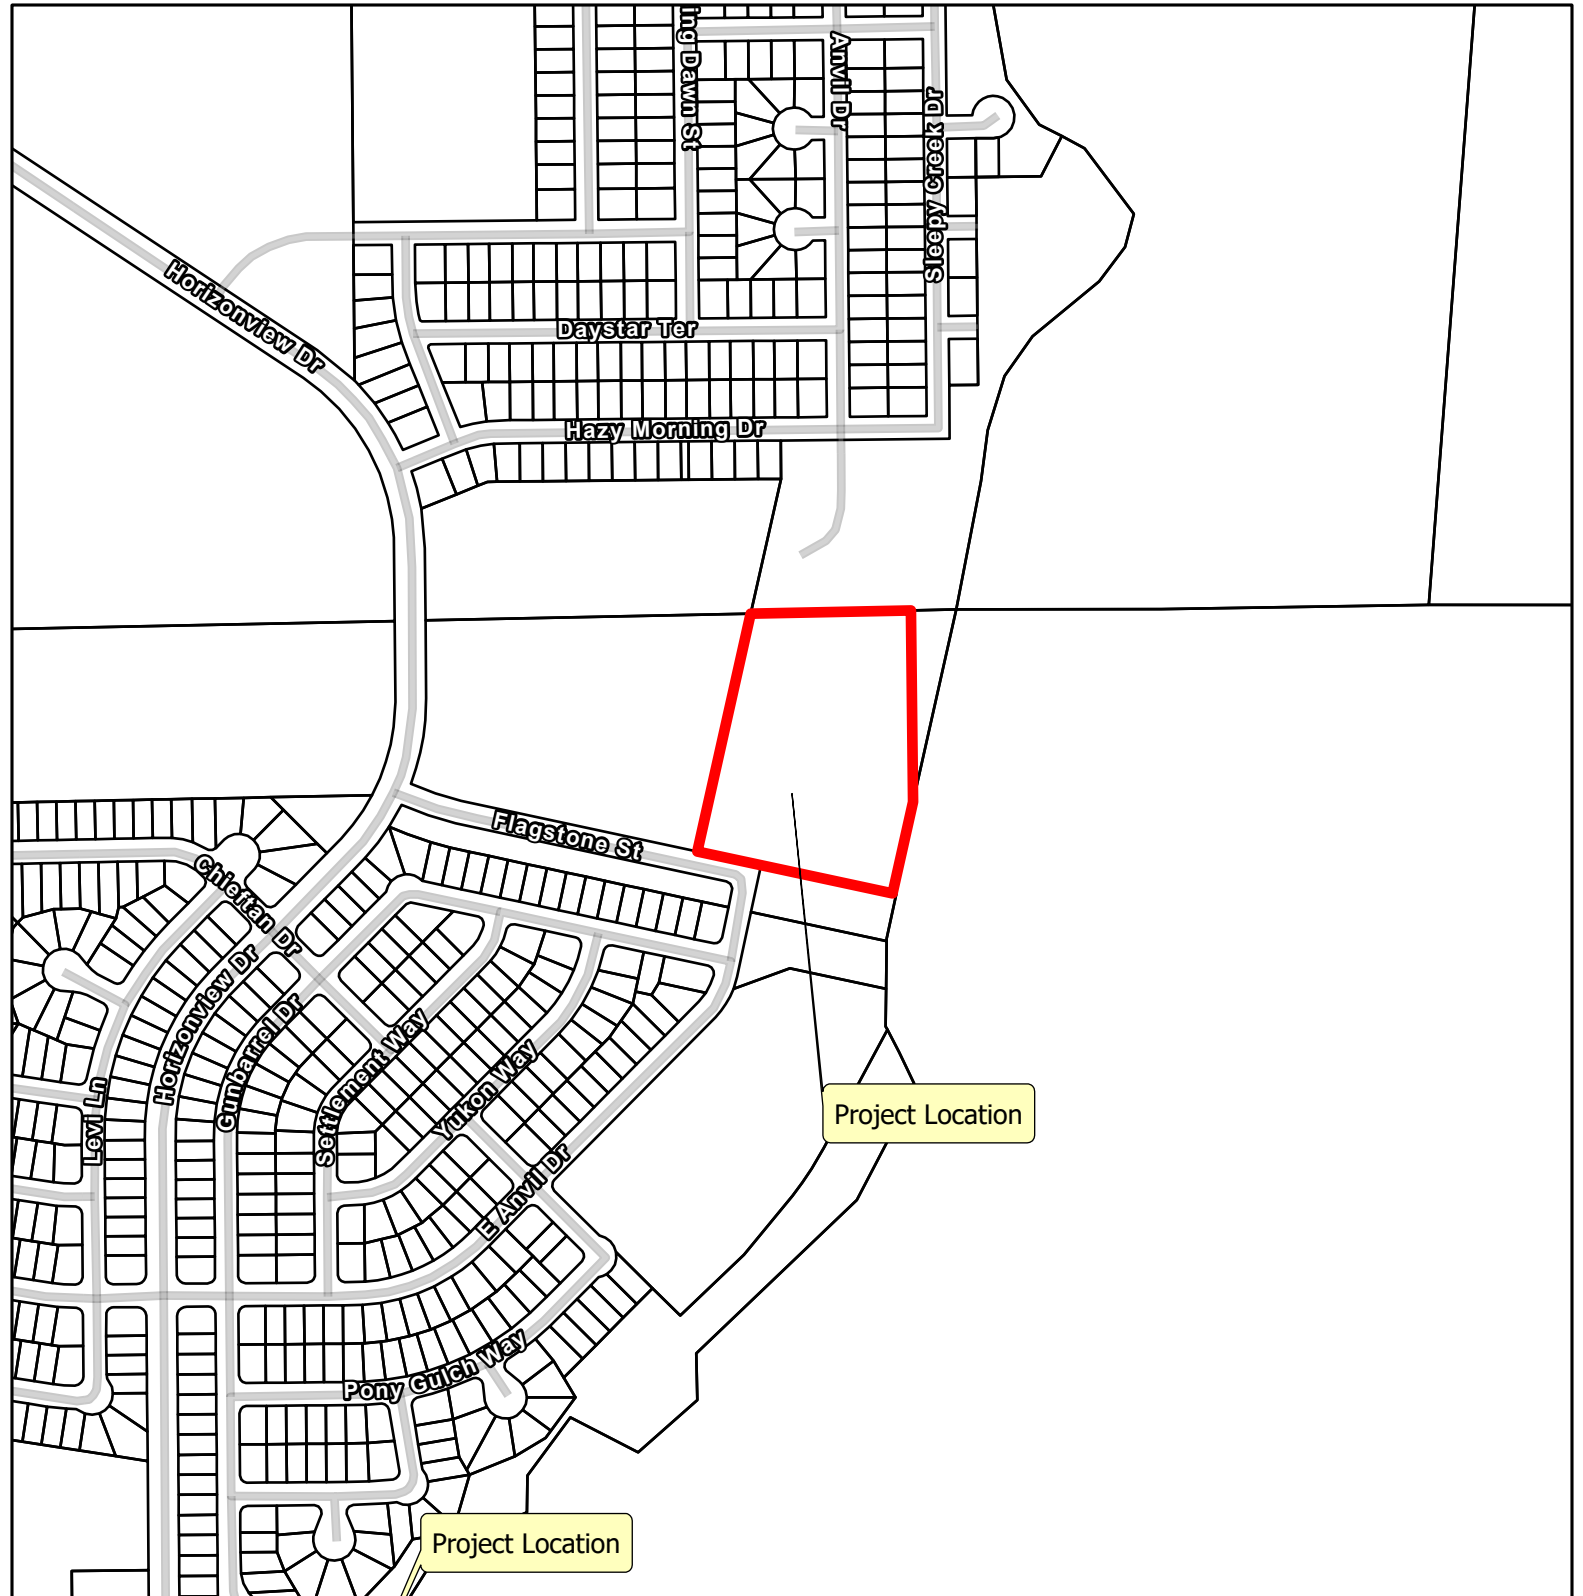 ing Dawn St
Anvil Dr
Sleepy Creek Dr
Horizonview Dr
Daystar Ter
Hazy Morning Dr
Flagstone St
Chieftan Dr
Horizonview Dr
Gunbarrel Dr
Settlement Way
Yukon Way
Levi Ln
E Anvil Dr
Project Location
Pony Gulch Way
Project Location